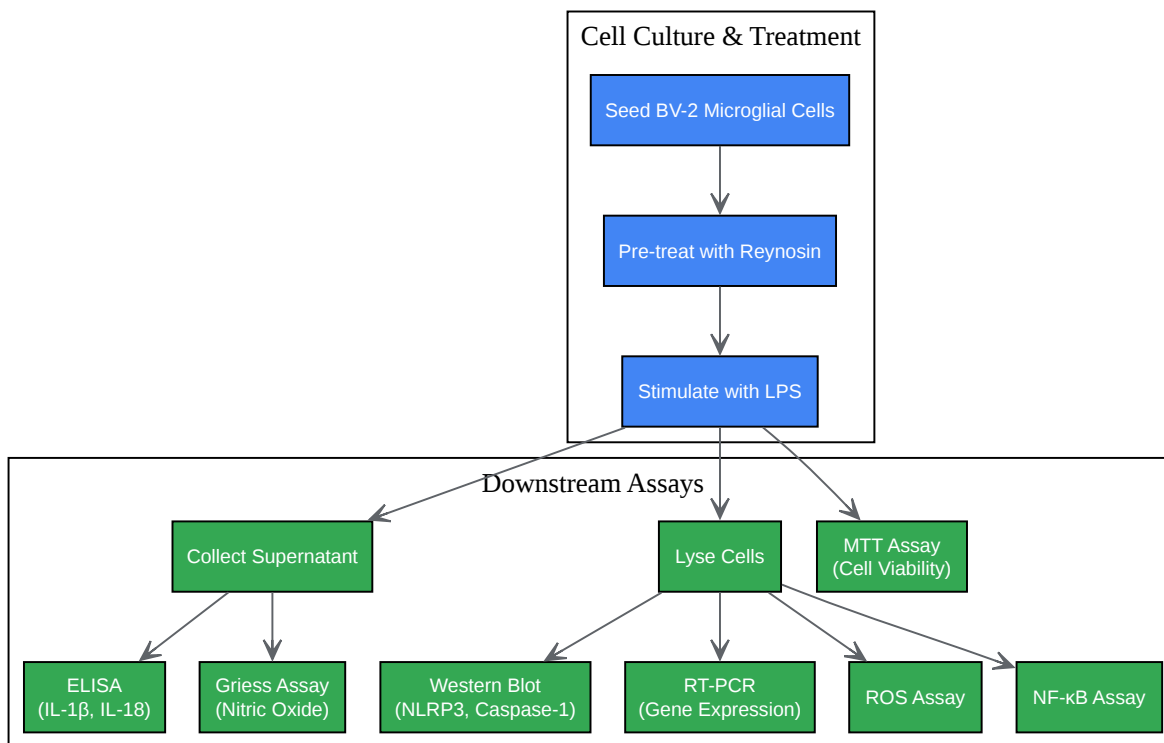 Cell Culture & Treatment
Seed BV-2 Microglial Cells
Pre-treat with Reynosin
Stimulate with LPS
Downstream Assays
Collect Supernatant
Lyse Cells
MTT Assay
(Cell Viability)
ELISA
(IL-1β, IL-18)
Griess Assay
(Nitric Oxide)
Western Blot
(NLRP3, Caspase-1)
RT-PCR
(Gene Expression)
ROS Assay
NF-κB Assay